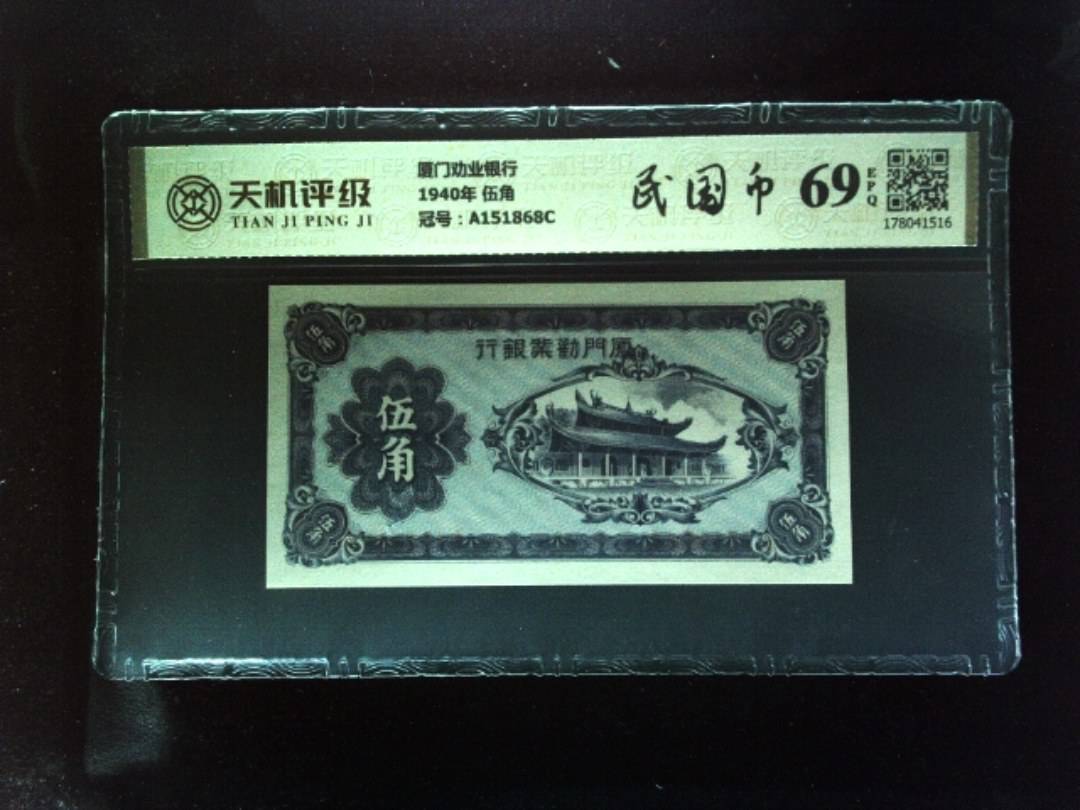 天机评级
TIAN JI PING JI
厦门劝业银行
1940年 伍角
冠号：A151868C
民国币
69
EPQ
178041516
行銀業勸門厦
伍角
伍角
伍角
伍角
伍角